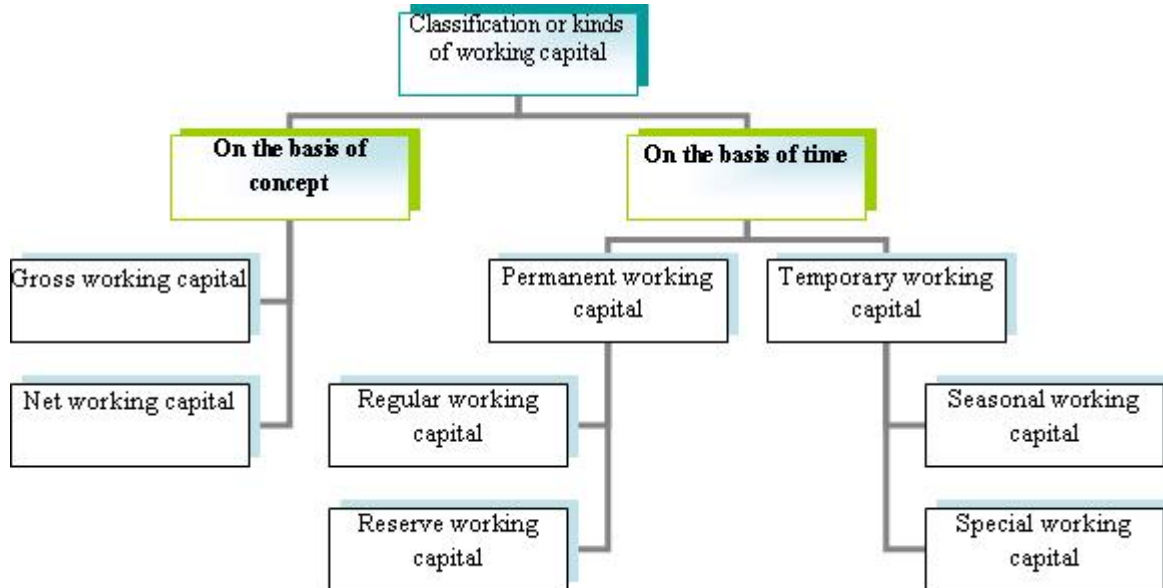 Classification or kinds
of working capital
On the basis of
concept
On the basis of time
Gross working capital
Permanent working
capital
Temporary working
capital
Net working capital
Regular working
capital
Seasonal working
capital
Reserve working
capital
Special working
capital